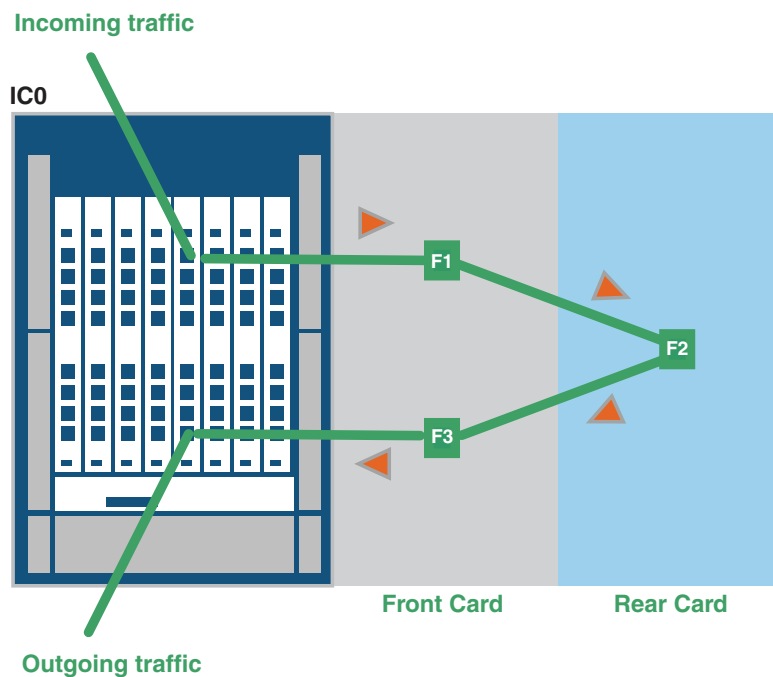 Incoming traffic
IC0
F1
F2
F3
Front Card
Rear Card
Outgoing traffic